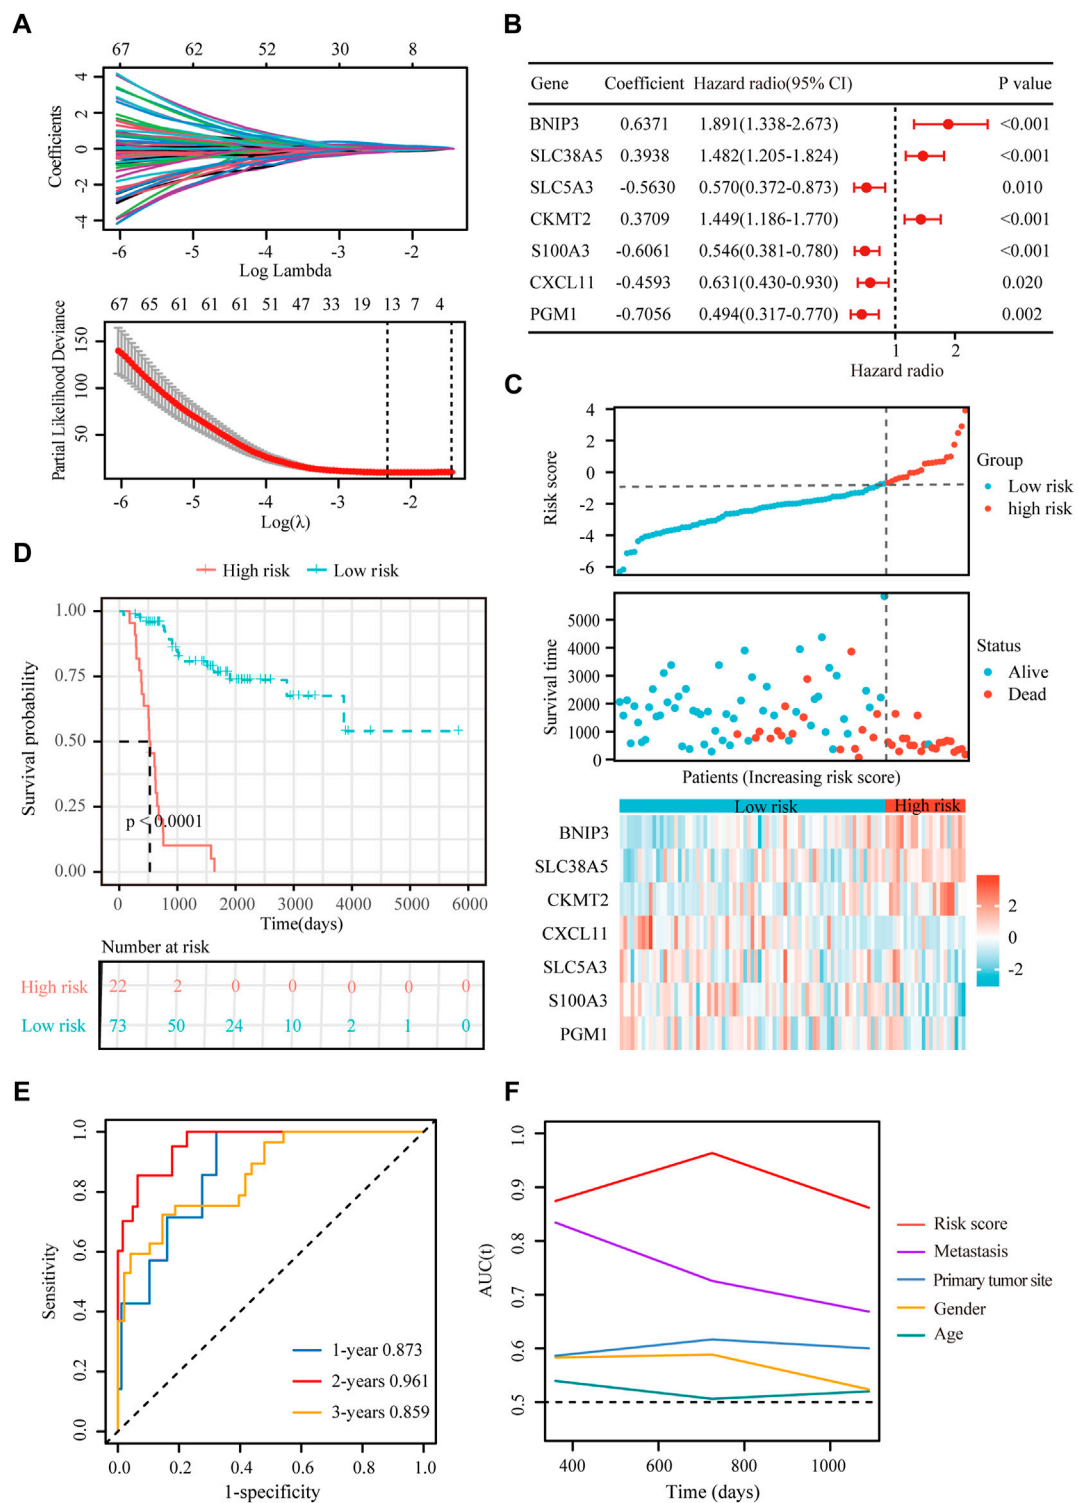 A
67 62 52 30 8
4
2
0
-2
-4
Coefficients
-6 -5 -4 -3 -2
Log Lambda
67 65 61 61 61 51 47 33 19 13 7 4
150
100
50
Partial Likelihood Deviance
-6 -5 -4 -3 -2
Log(λ)
B
Gene Coefficient Hazard radio(95% CI) P value
BNIP3 0.6371 1.891(1.338-2.673) <0.001
SLC38A5 0.3938 1.482(1.205-1.824) <0.001
SLC5A3 -0.5630 0.570(0.372-0.873) 0.010
CKMT2 0.3709 1.449(1.186-1.770) <0.001
S100A3 -0.6061 0.546(0.381-0.780) <0.001
CXCL11 -0.4593 0.631(0.430-0.930) 0.020
PGM1 -0.7056 0.494(0.317-0.770) 0.002
1 2
Hazard radio
C
4
2
0
-2
-4
-6
Risk score
Group
Low risk
high risk
5000
4000
3000
2000
1000
0
Survival time
Status
Alive
Dead
Patients (Increasing risk score)
Low risk High risk
BNIP3
SLC38A5
CKMT2
CXCL11
SLC5A3
S100A3
PGM1
2
0
-2
D
High risk Low risk
1.00
0.75
0.50
0.25
0.00
Survival probability
p < 0.0001
0 1000 2000 3000 4000 5000 6000
Time(days)
Number at risk
High risk 22 2 0 0 0 0 0
Low risk 73 50 24 10 2 1 0
E
1.0
0.8
0.6
0.4
0.2
0.0
Sensitivity
1-year 0.873
2-years 0.961
3-years 0.859
0.0 0.2 0.4 0.6 0.8 1.0
1-specificity
F
1.0
0.9
0.8
0.7
0.6
0.5
AUC(t)
400 600 800 1000
Time (days)
Risk score
Metastasis
Primary tumor site
Gender
Age